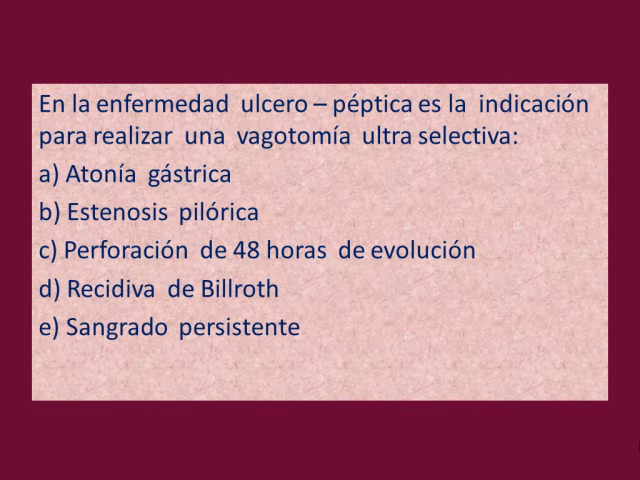 En la enfermedad ulcero – péptica es la indicación
para realizar una vagotomía ultra selectiva:
a) Atonía gástrica
b) Estenosis pilórica
c) Perforación de 48 horas de evolución
d) Recidiva de Billroth
e) Sangrado persistente